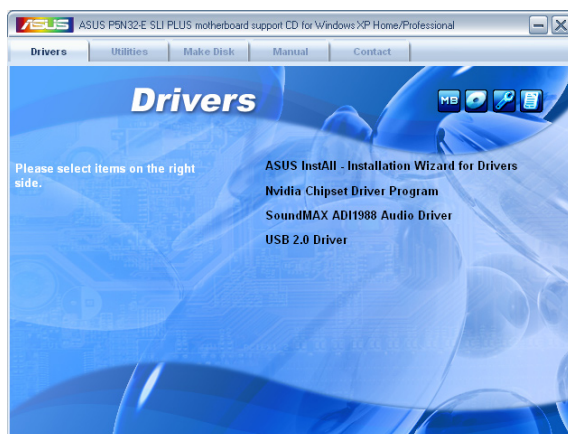 ASUS P5N32-E SLI PLUS motherboard support CD for Windows XP Home/Professional
Drivers Utilities Make Disk Manual Contact
Drivers
MB
Please select items on the right
side.
ASUS InstAll - Installation Wizard for Drivers
Nvidia Chipset Driver Program
SoundMAX ADI1988 Audio Driver
USB 2.0 Driver